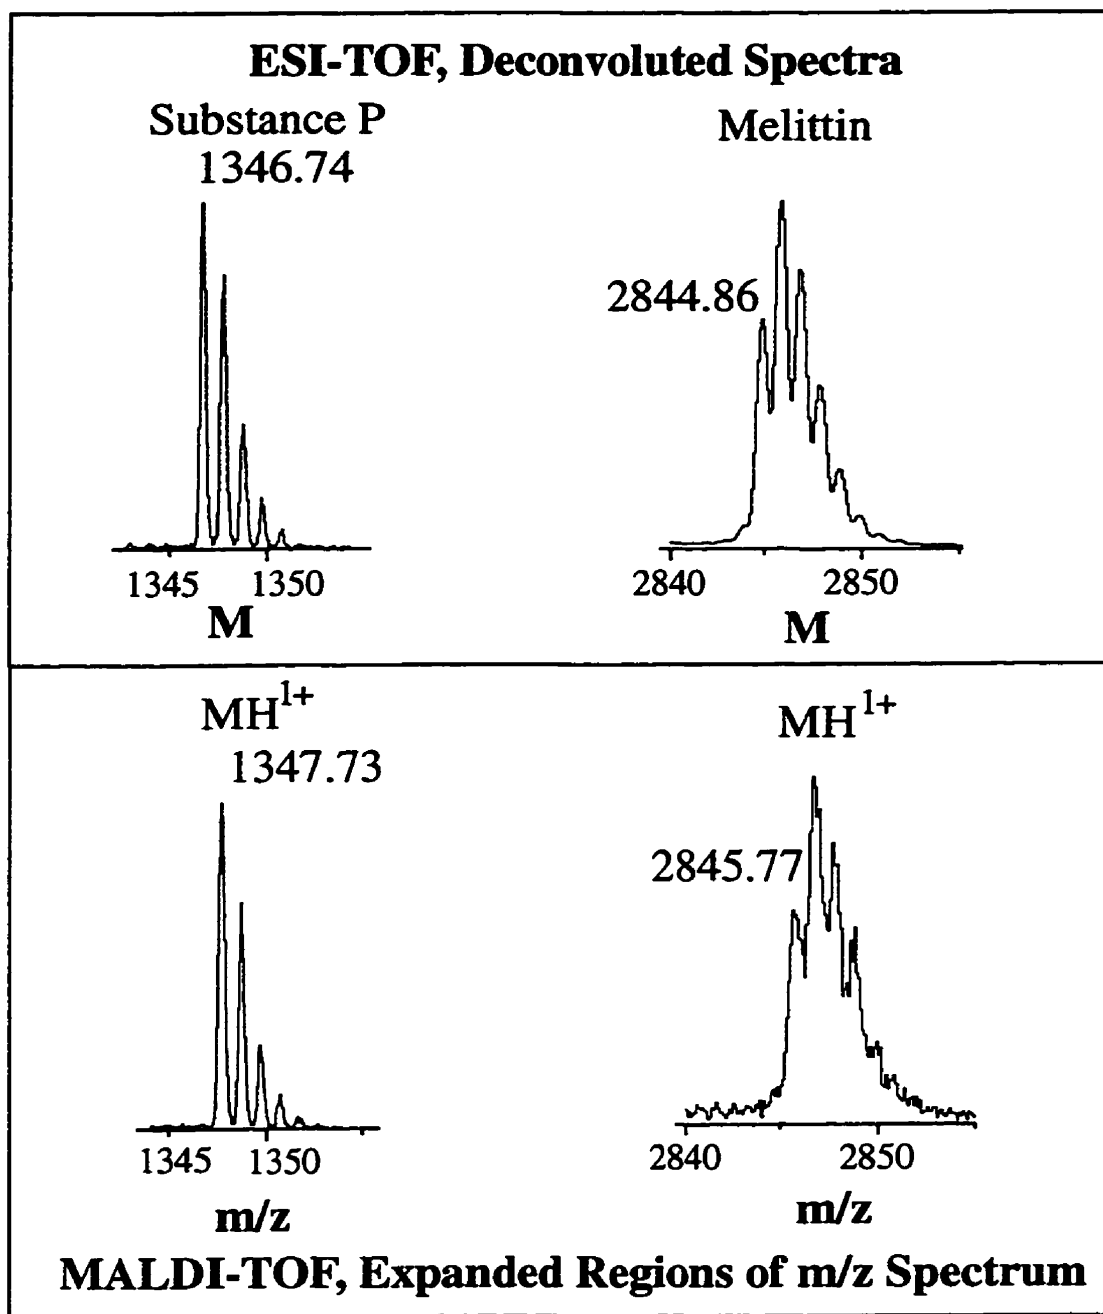 ESI-TOF, Deconvoluted Spectra
Substance P
1346.74
Melittin
2844.86
1345 1350
M
2840 2850
M
MH1+
1347.73
MH1+
2845.77
1345 1350
m/z
2840 2850
m/z
MALDI-TOF, Expanded Regions of m/z Spectrum